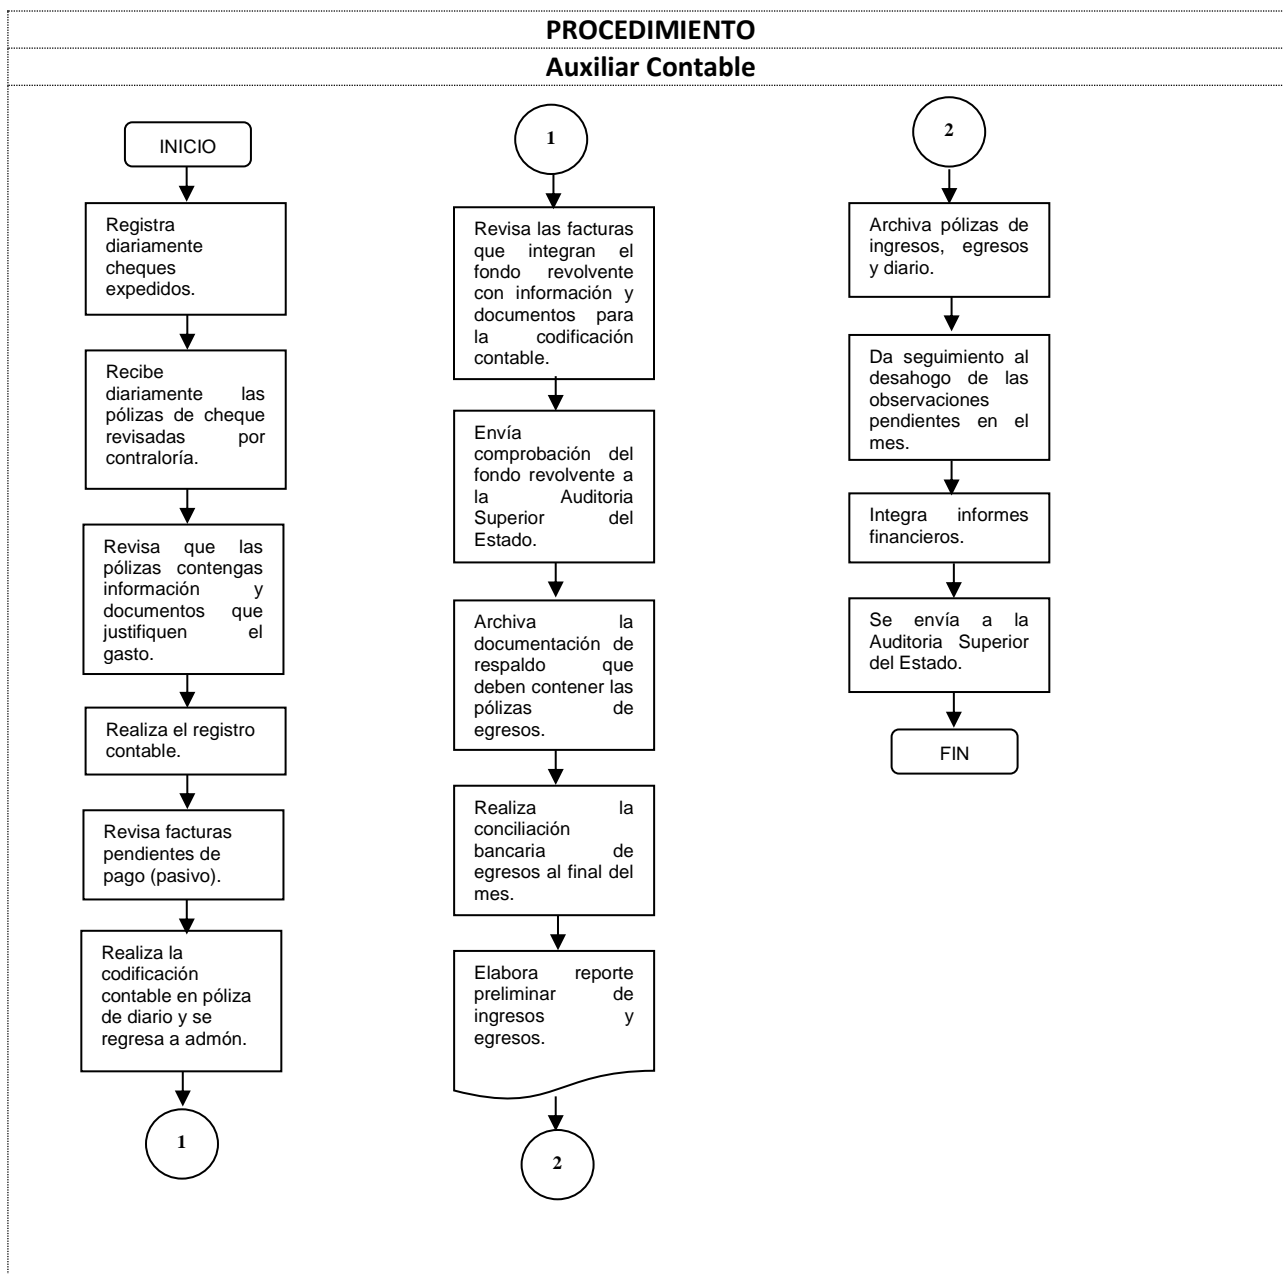 PROCEDIMIENTO
Auxiliar Contable
INICIO
Registra
diariamente
cheques
expedidos.
Recibe
diariamente las
pólizas de cheque
revisadas por
contraloría.
Revisa que las
pólizas contengas
información y
documentos que
justifiquen el
gasto.
Realiza el registro
contable.
Revisa facturas
pendientes de
pago (pasivo).
Realiza la
codificación
contable en póliza
de diario y se
regresa a admón.
1
1
Revisa las facturas
que integran el
fondo revolvente
con información y
documentos para
la codificación
contable.
Envía
comprobación del
fondo revolvente a
la Auditoria
Superior del
Estado.
Archiva la
documentación de
respaldo que
deben contener las
pólizas de
egresos.
Realiza la
conciliación
bancaria de
egresos al final del
mes.
Elabora reporte
preliminar de
ingresos y
egresos.
2
2
Archiva pólizas de
ingresos, egresos
y diario.
Da seguimiento al
desahogo de las
observaciones
pendientes en el
mes.
Integra informes
financieros.
Se envía a la
Auditoria Superior
del Estado.
FIN